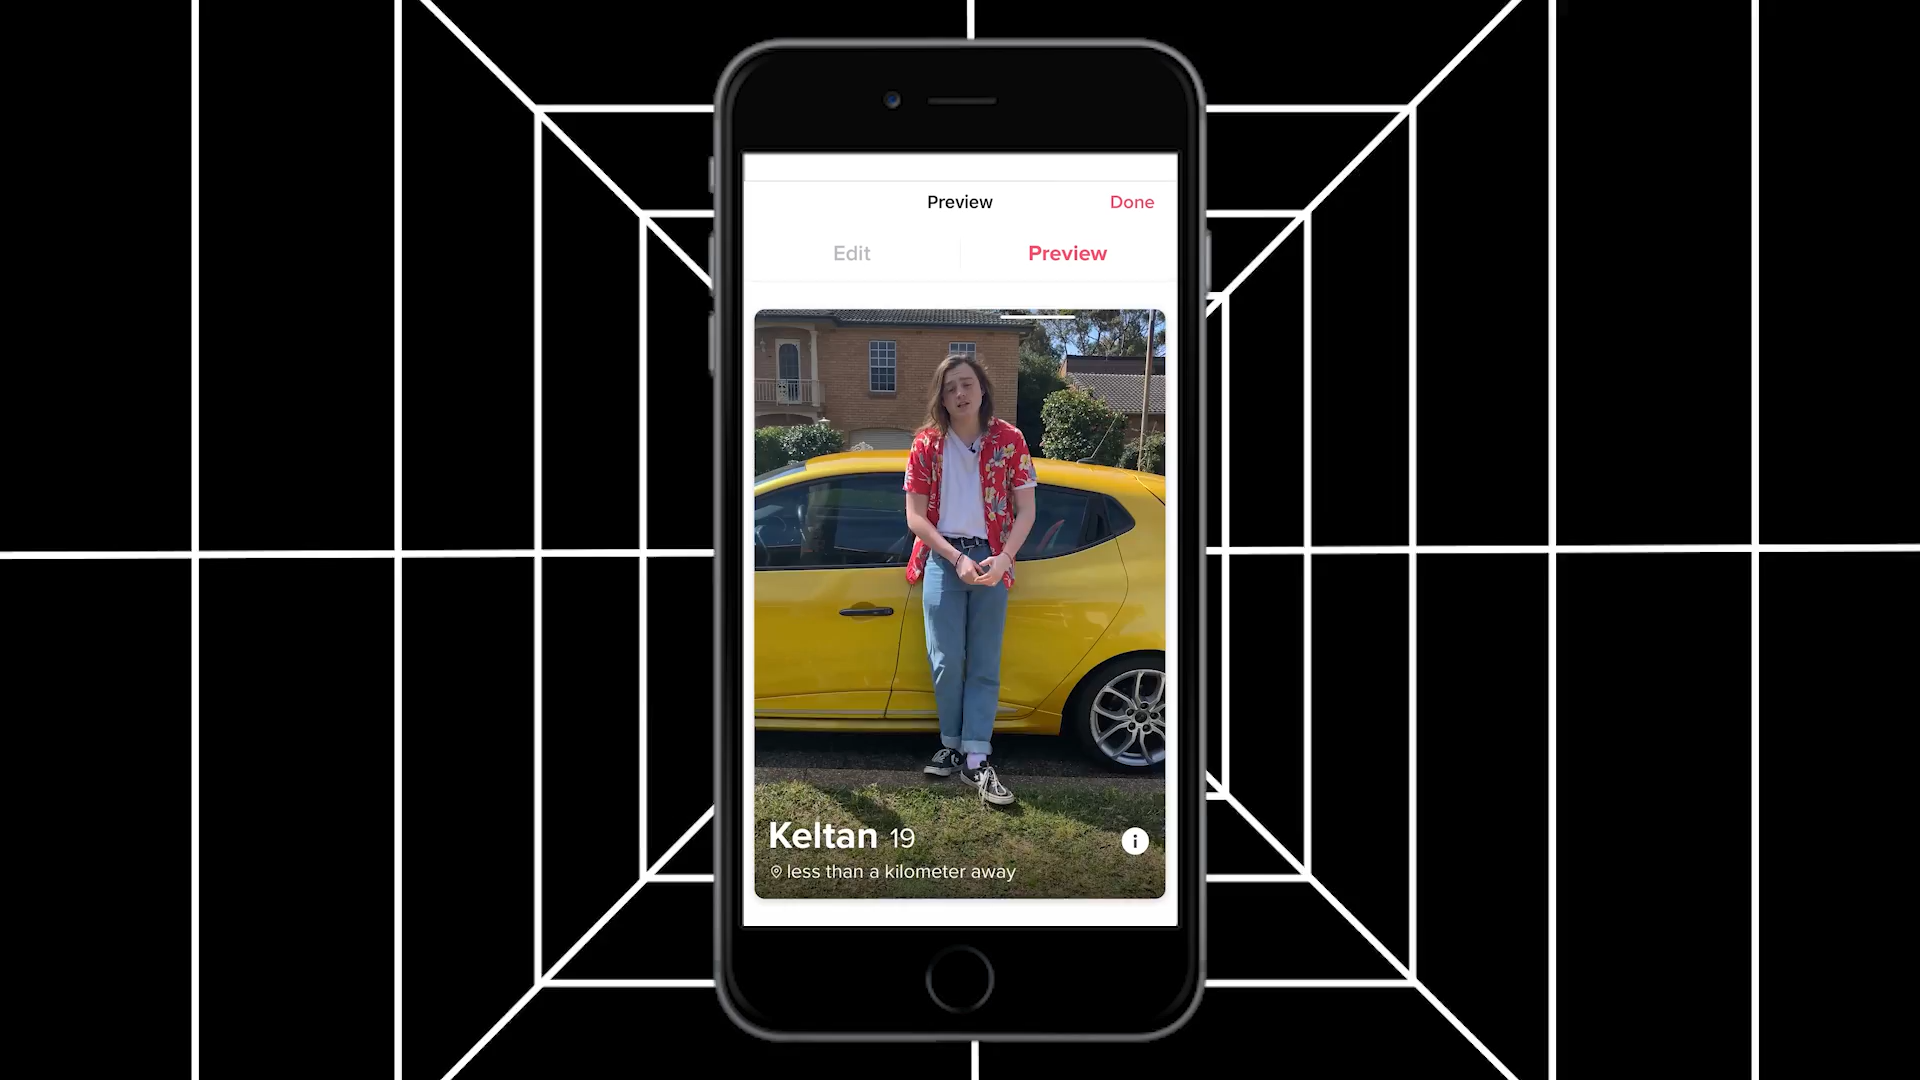 Preview
Done
Edit
Preview
Keltan 19
less than a kilometer away